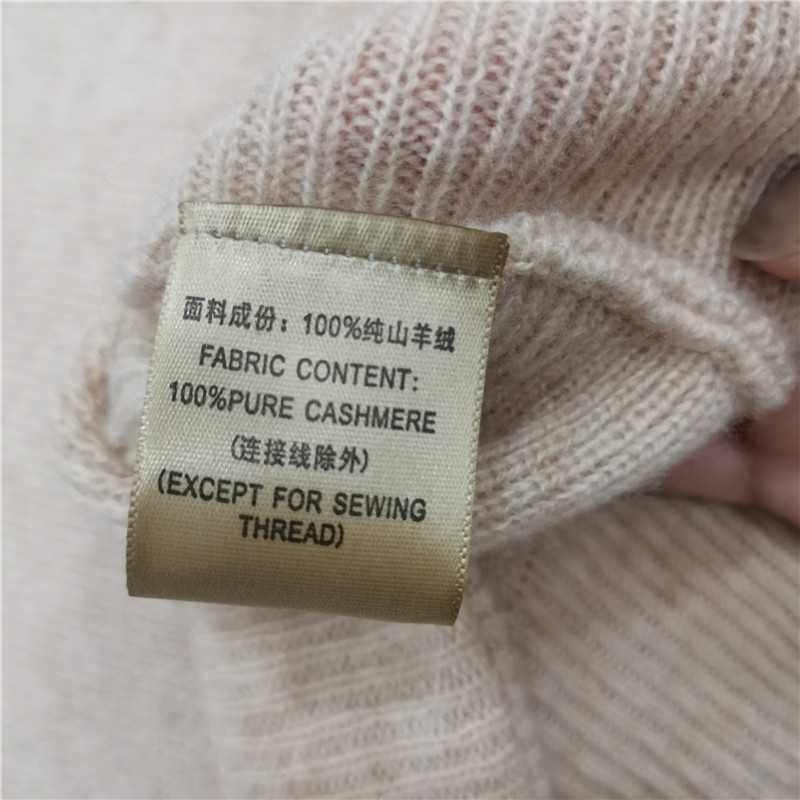 面料成份：100%纯山羊绒
FABRIC CONTENT:
100%PURE CASHMERE
(连接线除外)
(EXCEPT FOR SEWING
THREAD)